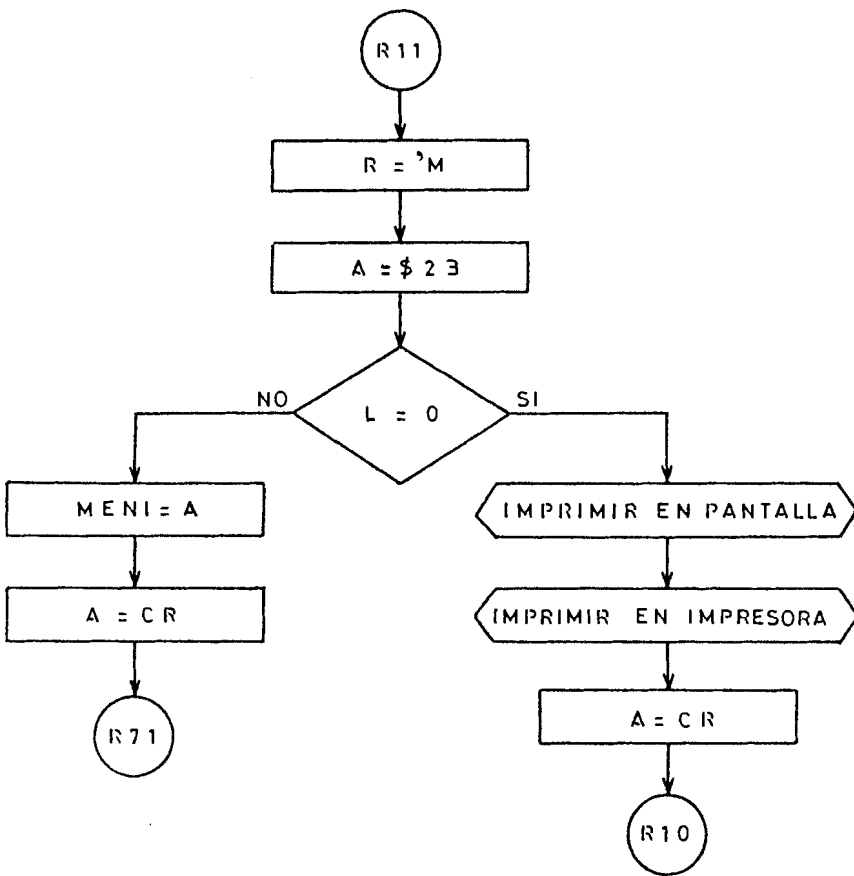 R11
R = 'M
A = $23
L = 0
NO
SI
MENI = A
A = CR
R71
IMPRIMIR EN PANTALLA
IMPRIMIR EN IMPRESORA
A = CR
R10